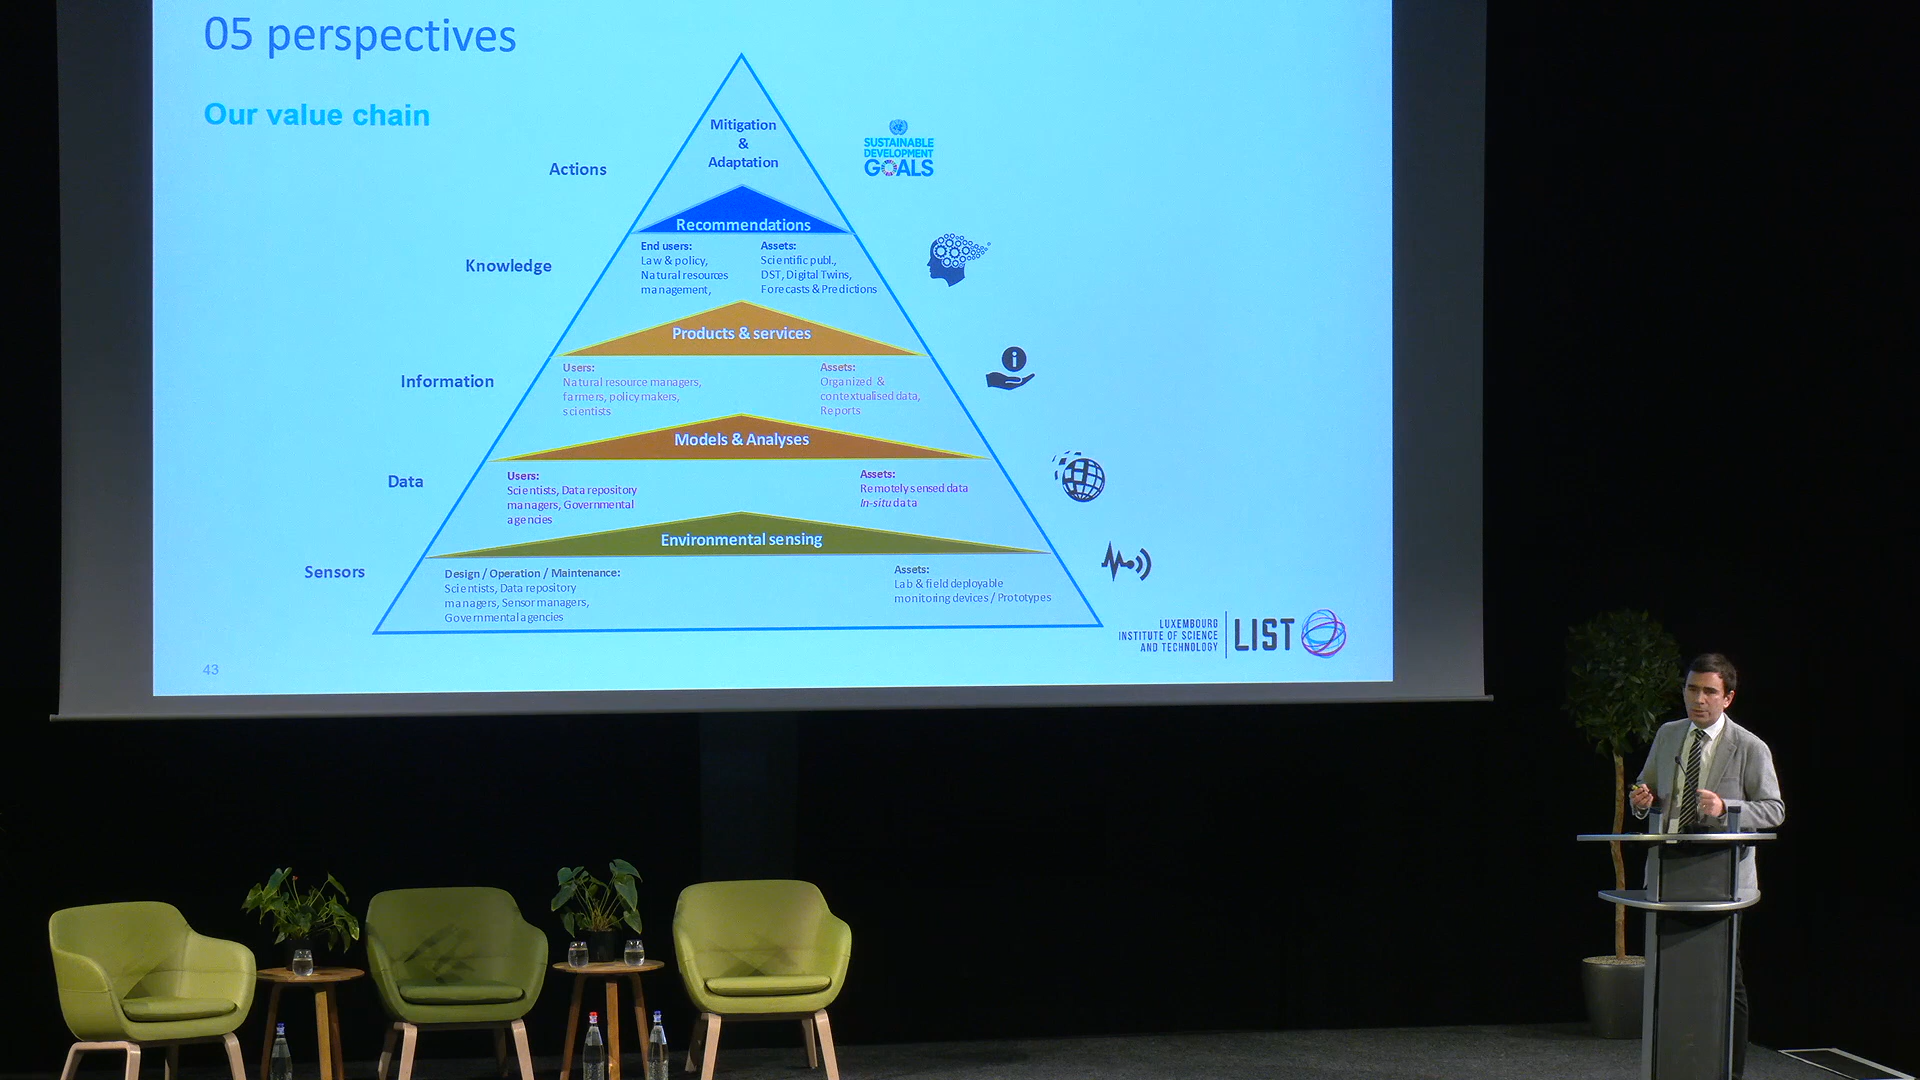 05 perspectives
Our value chain
Mitigation
&
Adaptation
Actions
SUSTAINABLE
DEVELOPMENT
GOALS
Recommendations
Knowledge
End users:
Law & policy,
Natural resources
management,
Assets:
Scientific publ.,
DST, Digital Twins,
Forecasts & Predictions
Products & services
Information
Users:
Natural resource managers,
farmers, policy makers,
scientists
Assets:
Organized &
contextualised data,
Reports
Models & Analyses
Data
Users:
Scientists, Data repository
managers, Governmental
agencies
Assets:
Remotely sensed data
In-situ data
Environmental sensing
Sensors
Design / Operation / Maintenance:
Scientists, Data repository
managers, Sensor managers,
Governmental agencies
Assets:
Lab & field deployable
monitoring devices / Prototypes
LUXEMBOURG
INSTITUTE OF SCIENCE
AND TECHNOLOGY
LIST
43